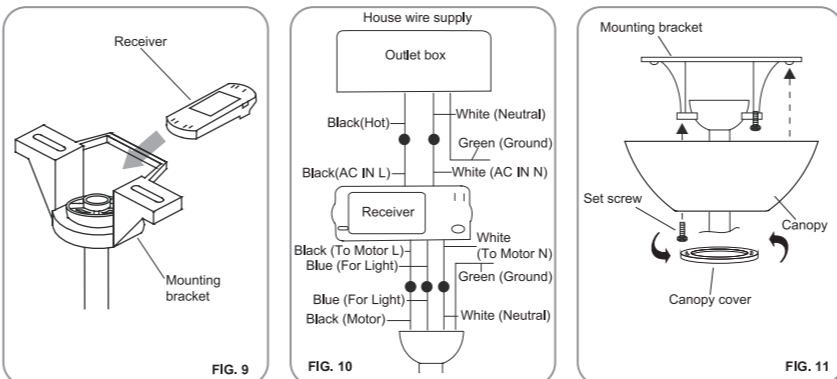 Receiver
Mounting
bracket
FIG. 9
House wire supply
Outlet box
Black(Hot)
White (Neutral)
Green (Ground)
Black(AC IN L)
White (AC IN N)
Receiver
Black (To Motor L)
White
(To Motor N)
Blue (For Light)
Green (Ground)
Blue (For Light)
Black (Motor)
White (Neutral)
FIG. 10
Mounting bracket
Set screw
Canopy
Canopy cover
FIG. 11